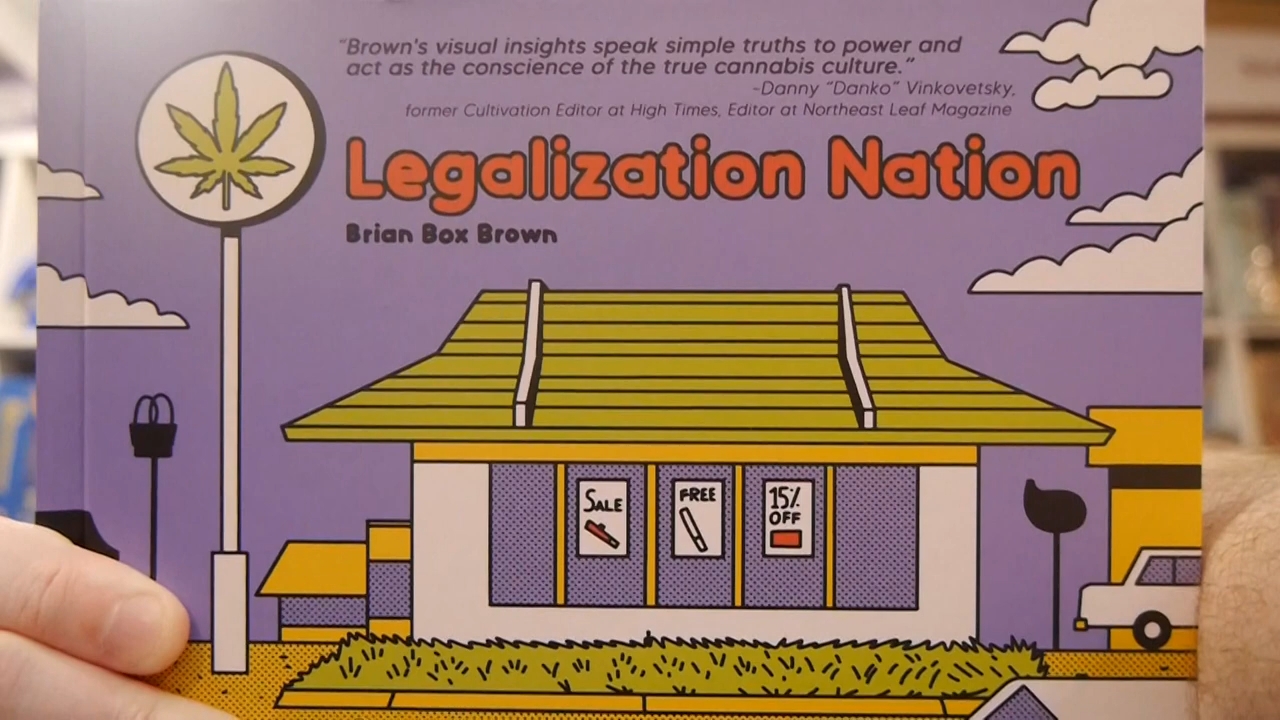 "Brown's visual insights speak simple truths to power and
act as the conscience of the true cannabis culture."
-Danny "Danko" Vinkovetsky,
former Cultivation Editor at High Times, Editor at Northeast Leaf Magazine
Legalization Nation
Brian Box Brown
SALE
FREE
15%
OFF